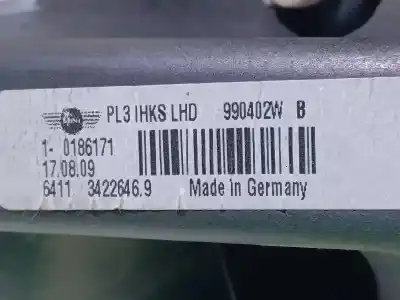 PL3 IHKS LHD 990402W B
1- 0186171
17.08.09
6411 3422646.9 Made in Germany